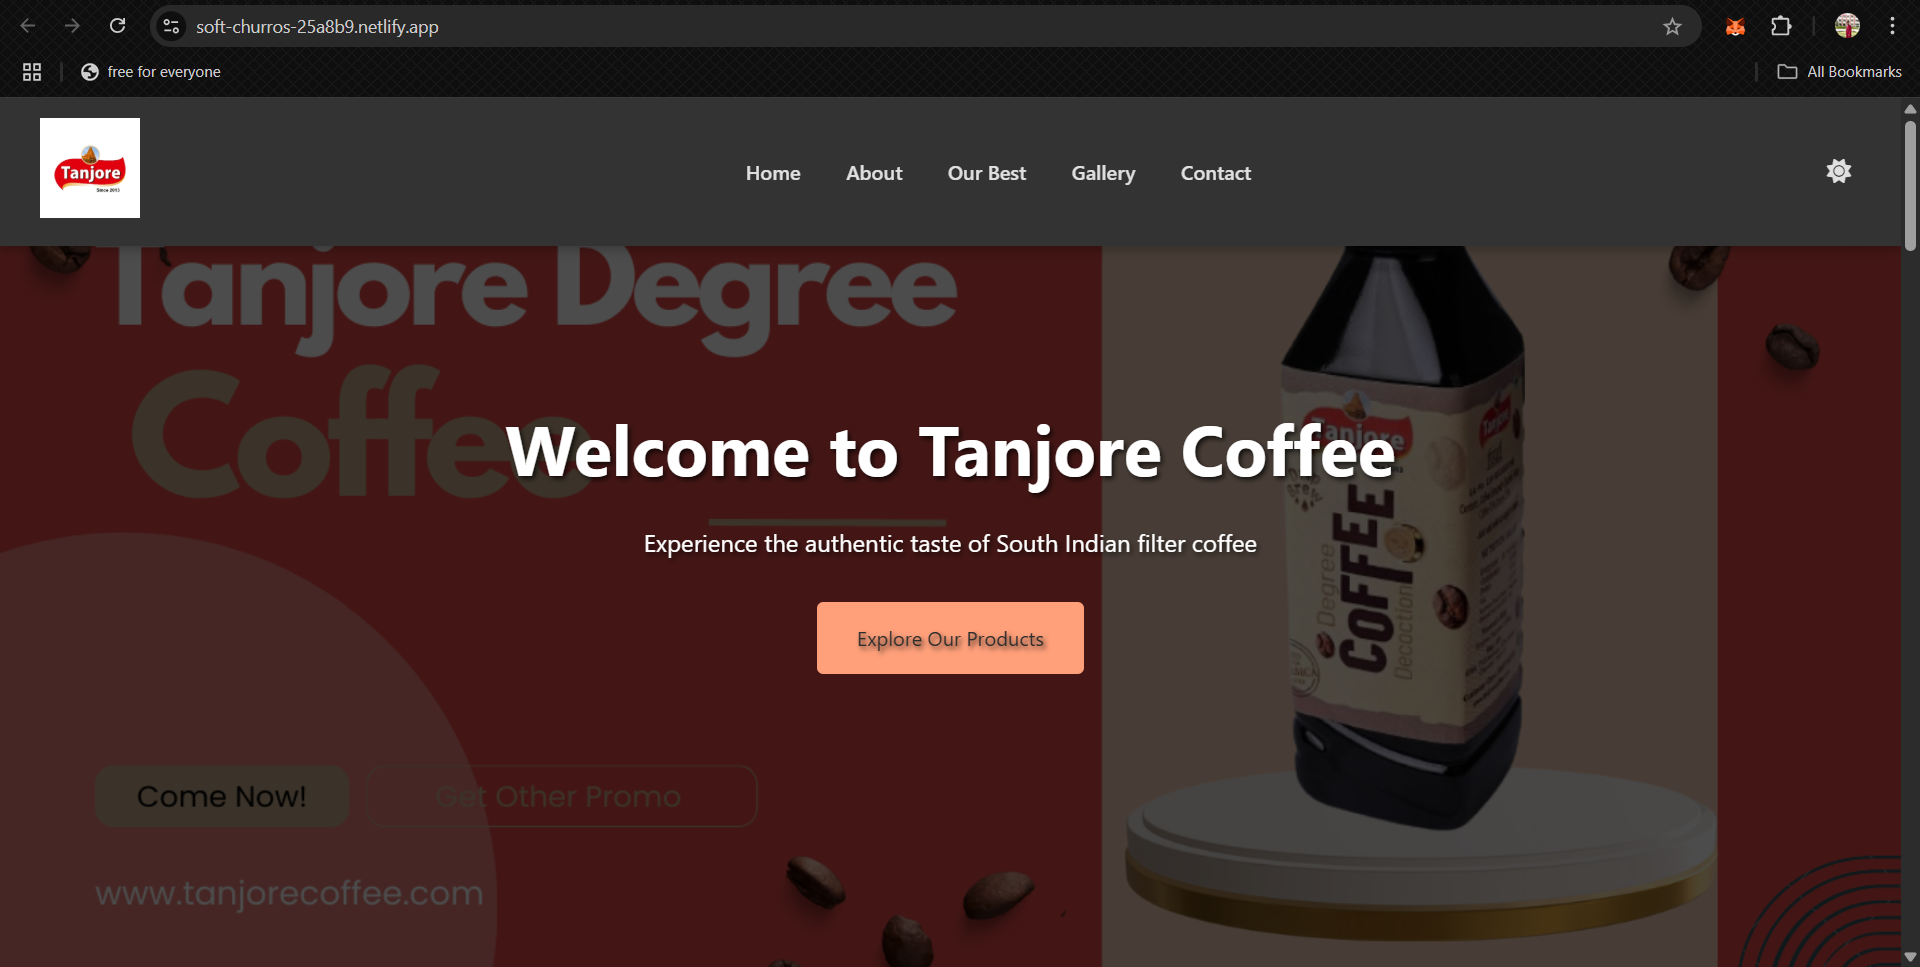 soft-churros-25a8b9.netlify.app
free for everyone
All Bookmarks
Tanjore
Since 2013
Home
About
Our Best
Gallery
Contact
Tanjore Degree
Coffee
Welcome to Tanjore Coffee
Experience the authentic taste of South Indian filter coffee
Explore Our Products
Come Now!
Get Other Promo
www.tanjorecoffee.com
Tanjore
Degree
COFFEE
Decoction